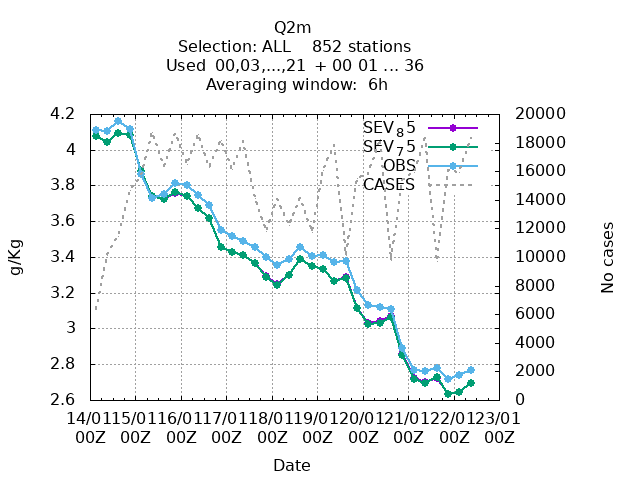 Q2m
Selection: ALL    852 stations
Used  00,03,...,21  + 00 01 ... 36
Averaging window:  6h
4.2
4
3.8
3.6
3.4
3.2
3
2.8
2.6
g/Kg
20000
18000
16000
14000
12000
10000
8000
6000
4000
2000
0
No cases
SEV₈5
SEV₇5
OBS
CASES
14/01 15/01 16/01 17/01 18/01 19/01 20/01 21/01 22/01 23/01
00Z 00Z 00Z 00Z 00Z 00Z 00Z 00Z 00Z 00Z
Date